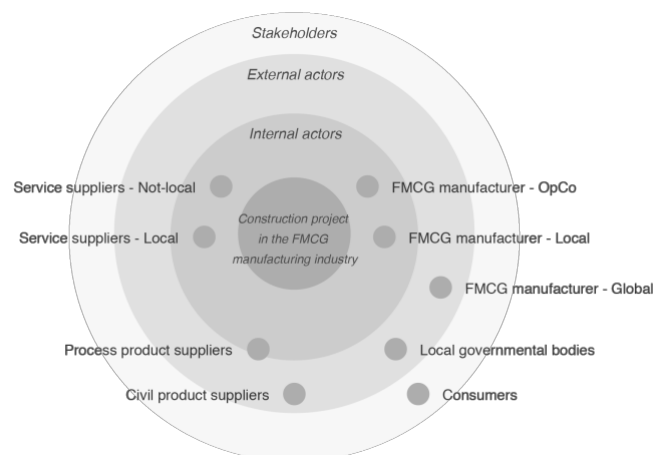 Stakeholders
External actors
Internal actors
Service suppliers - Not-local
FMCG manufacturer - OpCo
Construction project
in the FMCG
manufacturing industry
Service suppliers - Local
FMCG manufacturer - Local
FMCG manufacturer - Global
Process product suppliers
Local governmental bodies
Civil product suppliers
Consumers